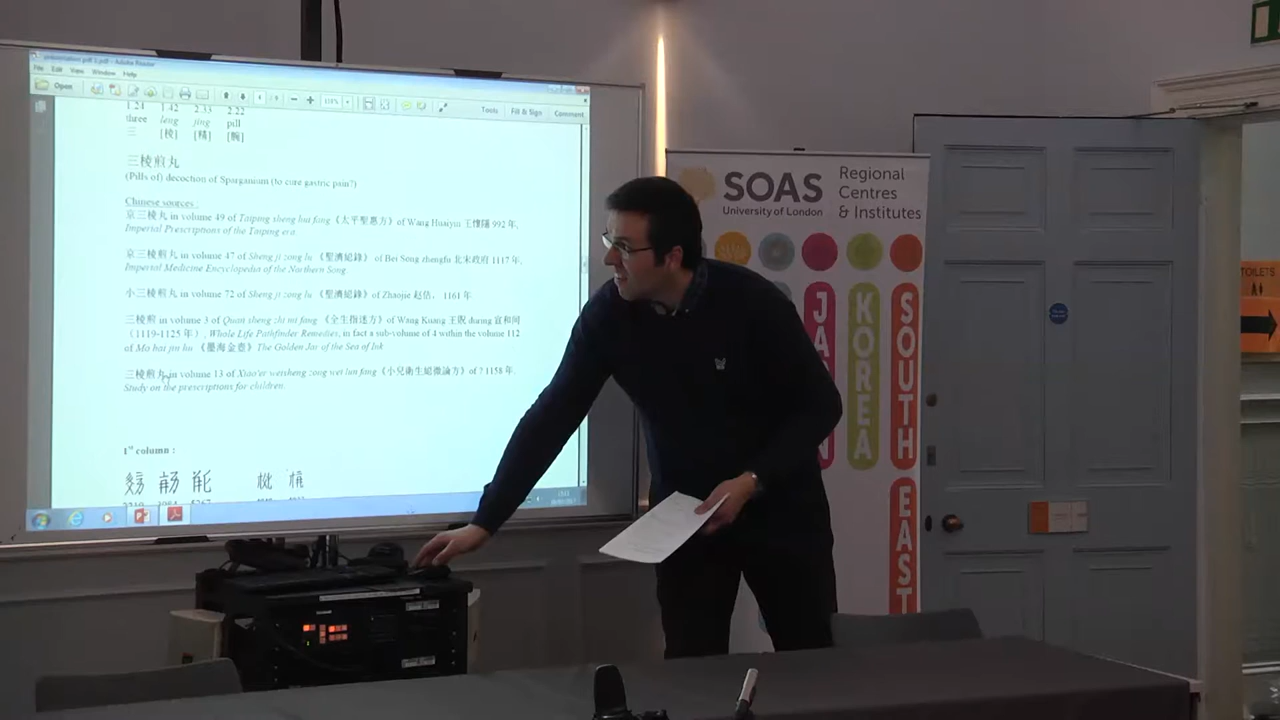 presentation pdf 3.pdf - Adobe Reader
File Edit View Window Help
Open
Tools Fill & Sign Comment
1.24 1.42 2.33 2.22
three leng jing pill
三 [棱] [精] [腕]
三棱煎丸
(Pills of) decoction of Sparganium (to cure gastric pain?)
Chinese sources :
京三棱丸 in volume 49 of Taiping sheng hui fang《太平聖惠方》of Wang Huaiyin 王懷隱 992 年,
Imperial Prescriptions of the Taiping era
京三棱煎丸 in volume 47 of Sheng ji zong lu 《聖濟總錄》 of Bei Song zhengfu 北宋政府 1117 年,
Imperial Medicine Encyclopedia of the Northern Song
小三棱煎丸 in volume 72 of Sheng ji zong lu 《聖濟總錄》 of Zhaojie 赵佶, 1161 年
三棱煎 in volume 3 of Quan sheng zhi mi fang 《全生指迷方》 of Wang Kuang 王贶 during 宣和间
(1119-1125 年), Whale Life Pathfinder Remedies, in fact a sub-volume of 4 within the volume 112
of Mo hai jin hu 《墨海金壺》 The Golden Jar of the Sea of Ink
三棱煎丸 in volume 13 of Xiao'er weisheng zong wei lun fang《小兒衛生總微論方》of ? 1158 年,
Study on the prescriptions for children.
1st column :
SOAS
University of London
Regional
Centres
& Institutes
JA N
KOREA
SOUTH
EAST
TOILETS